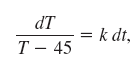 dT / (T − 45) = k dt,